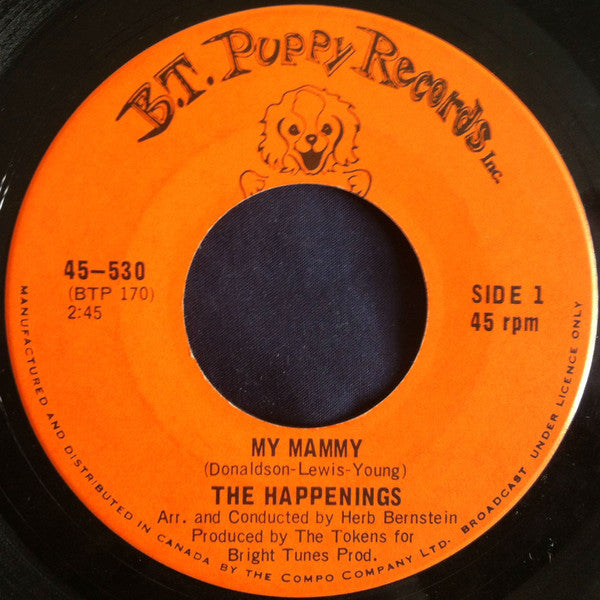 B.T. Puppy Records Inc.
45-530
(BTP 170)
2:45
SIDE 1
45 rpm
MY MAMMY
(Donaldson-Lewis-Young)
THE HAPPENINGS
Arr. and Conducted by Herb Bernstein
Produced by The Tokens for
Bright Tunes Prod.
MANUFACTURED AND DISTRIBUTED IN CANADA BY THE COMPO COMPANY LTD. BROADCAST UNDER LICENCE ONLY